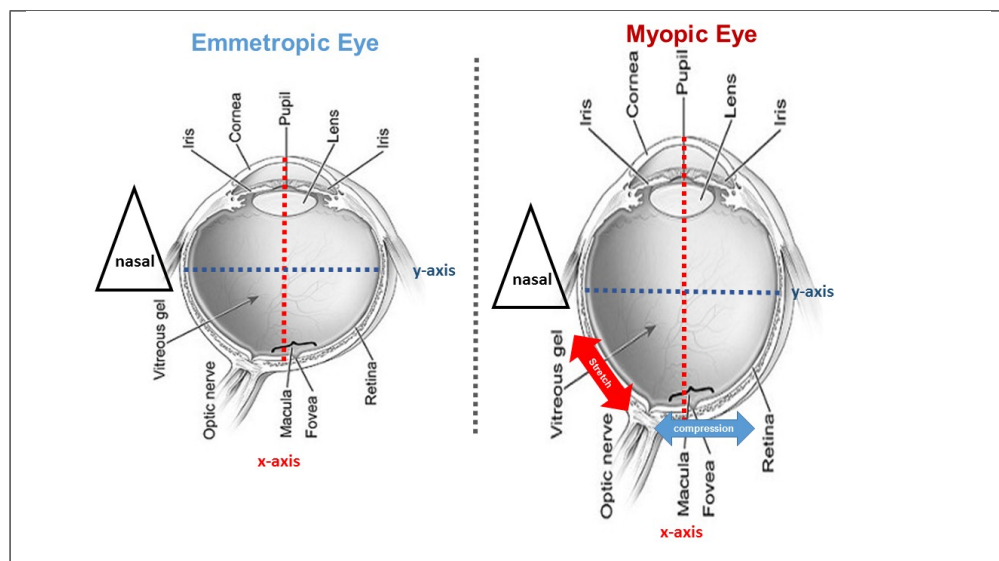 Emmetropic Eye
Iris
Cornea
Pupil
Lens
Iris
nasal
y-axis
Vitreous gel
Optic nerve
Macula
Fovea
Retina
x-axis
Myopic Eye
Iris
Cornea
Pupil
Lens
Iris
nasal
y-axis
Vitreous gel
Stretch
compression
Optic nerve
Macula
Fovea
Retina
x-axis